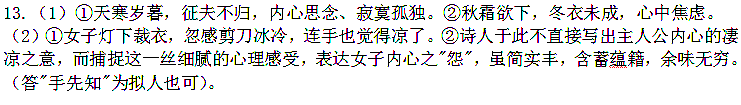 13. （1）①天寒岁暮，征夫不归，内心思念、寂寞孤独。②秋霜欲下，冬衣未成，心中焦虑。
（2）①女子灯下裁衣，忽感剪刀冰冷，连手也觉得凉了。②诗人于此不直接写出主人公内心的凄
凉之意，而捕捉这一丝细腻的心理感受，表达女子内心之"怨"，虽简实丰，含蓄蕴籍，余味无穷。
（答"手先知"为拟人也可）。